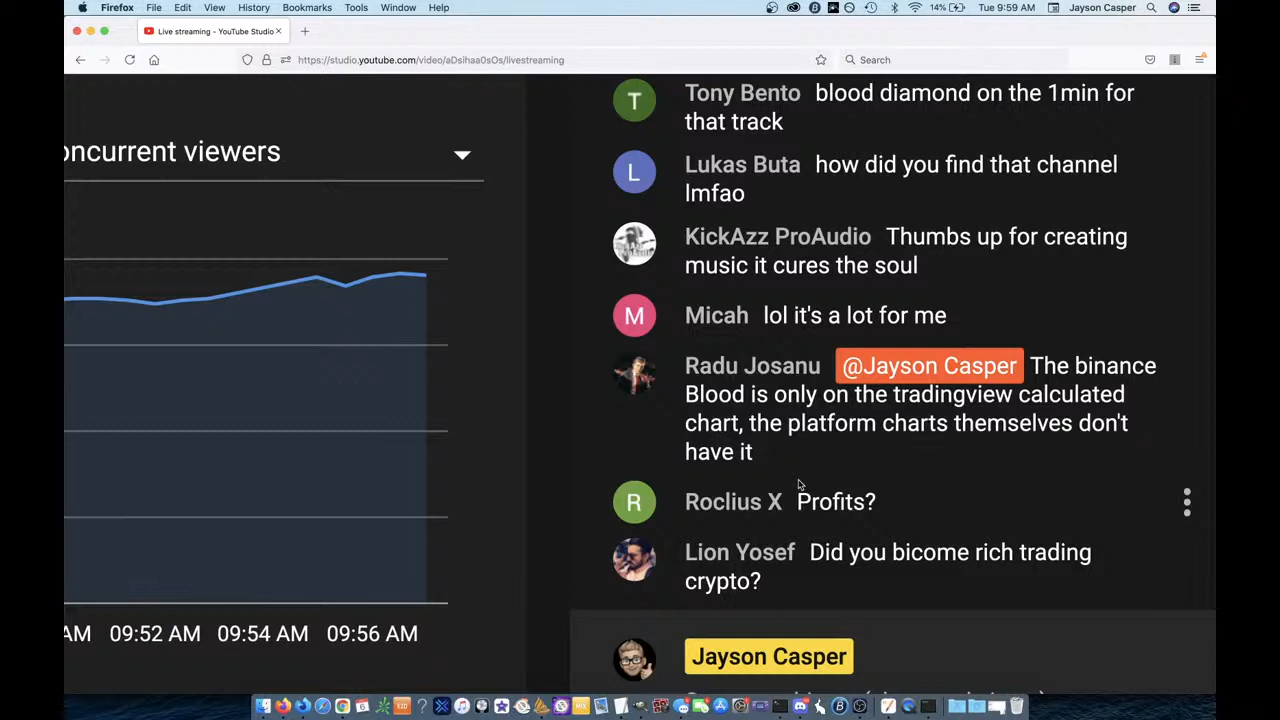 Firefox File Edit View History Bookmarks Tools Window Help 14% Tue 9:59 AM Jayson Casper
Live streaming - YouTube Studio
https://studio.youtube.com/video/aDsihaa0sOs/livestreaming Search
oncurrent viewers
AM 09:52 AM 09:54 AM 09:56 AM
T Tony Bento blood diamond on the 1min for
that track
L Lukas Buta how did you find that channel
lmfao
KickAzz ProAudio Thumbs up for creating
music it cures the soul
M Micah lol it's a lot for me
Radu Josanu @Jayson Casper The binance
Blood is only on the tradingview calculated
chart, the platform charts themselves don't
have it
R Roclius X Profits?
Lion Yosef Did you bicome rich trading
crypto?
Jayson Casper